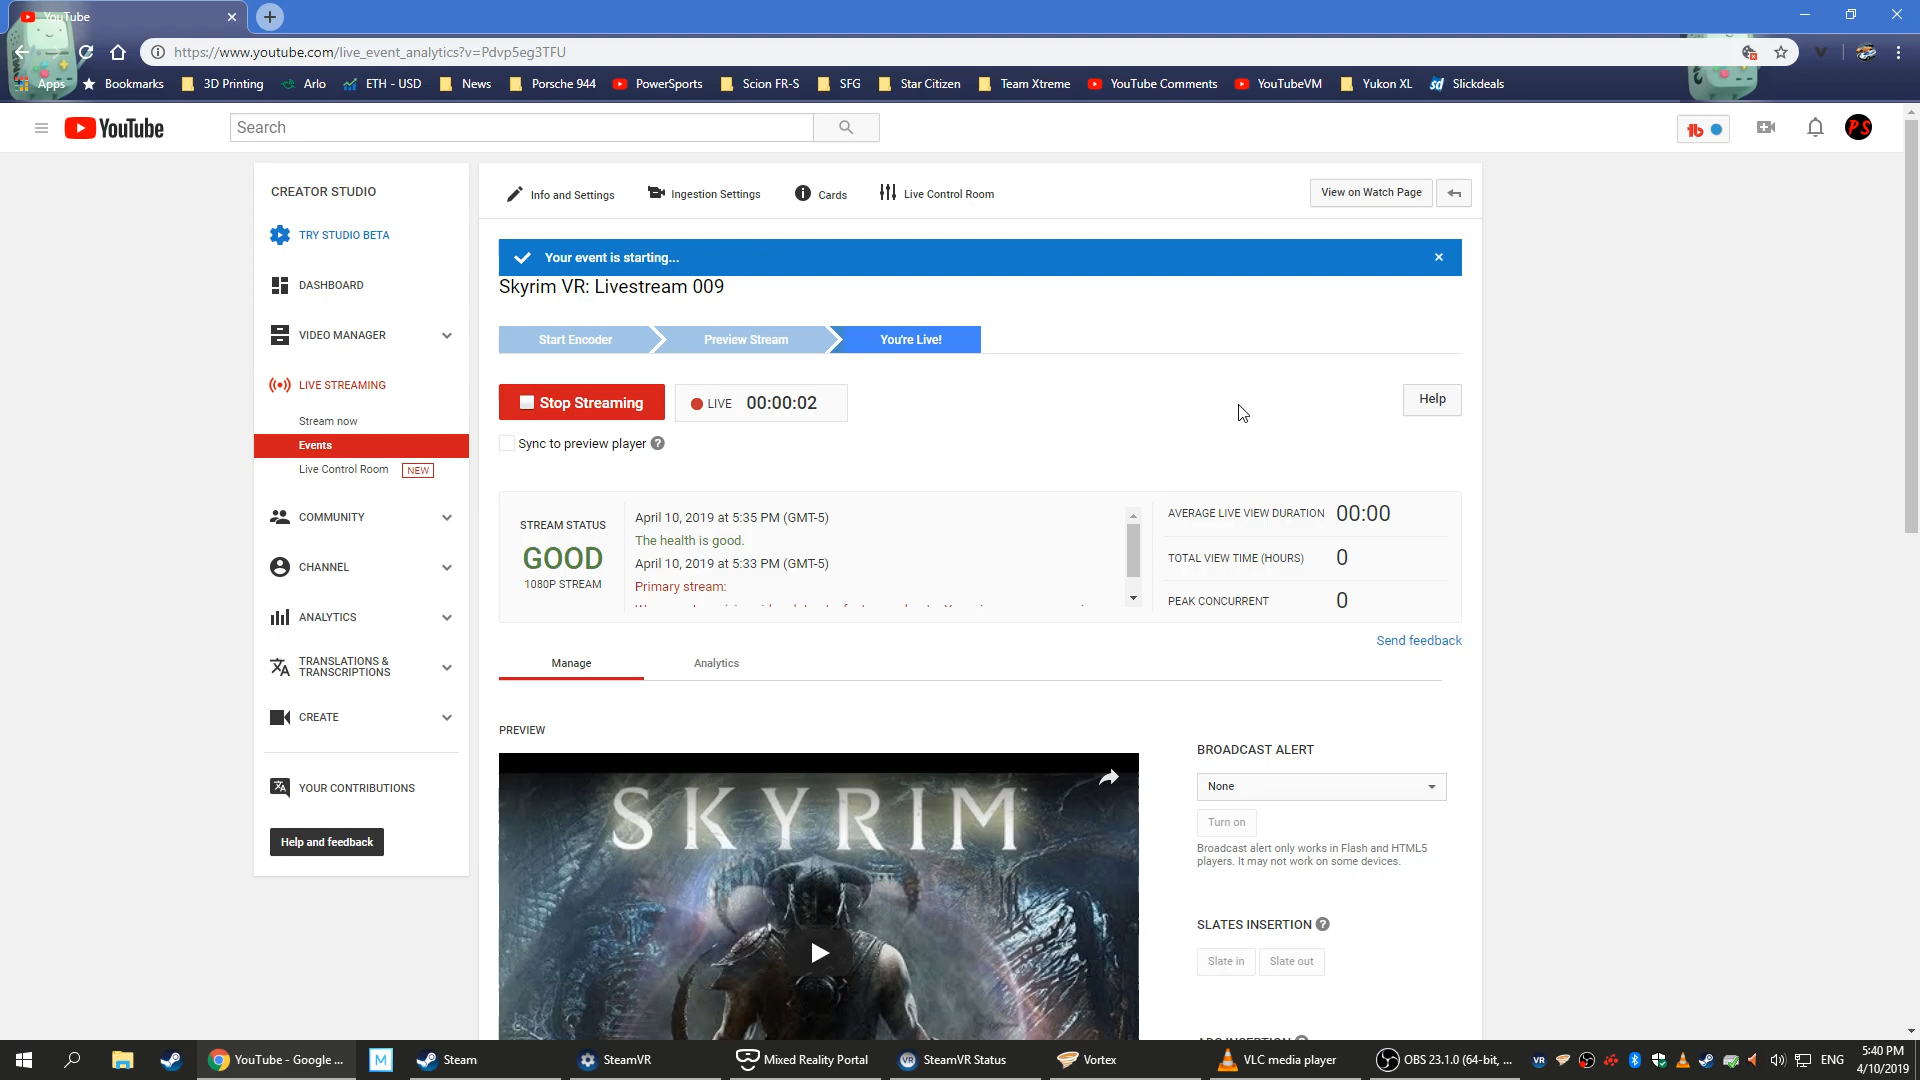 YouTube
https://www.youtube.com/live_event_analytics?v=Pdvp5eg3TFU
Apps
Bookmarks
3D Printing
Arlo
ETH - USD
News
Porsche 944
PowerSports
Scion FR-S
SFG
Star Citizen
Team Xtreme
YouTube Comments
YouTubeVM
Yukon XL
sd Slickdeals
YouTube
Search
PS
CREATOR STUDIO
TRY STUDIO BETA
DASHBOARD
VIDEO MANAGER
LIVE STREAMING
Stream now
Events
Live Control Room NEW
COMMUNITY
CHANNEL
ANALYTICS
TRANSLATIONS &
TRANSCRIPTIONS
CREATE
YOUR CONTRIBUTIONS
Help and feedback
Info and Settings
Ingestion Settings
Cards
Live Control Room
View on Watch Page
Your event is starting...
Skyrim VR: Livestream 009
Start Encoder
Preview Stream
You're Live!
Stop Streaming
LIVE 00:00:02
Help
Sync to preview player ?
STREAM STATUS
GOOD
1080P STREAM
April 10, 2019 at 5:35 PM (GMT-5)
The health is good.
April 10, 2019 at 5:33 PM (GMT-5)
Primary stream:
AVERAGE LIVE VIEW DURATION 00:00
TOTAL VIEW TIME (HOURS) 0
PEAK CONCURRENT 0
Send feedback
Manage
Analytics
PREVIEW
SKYRIM
BROADCAST ALERT
None
Turn on
Broadcast alert only works in Flash and HTML5
players. It may not work on some devices.
SLATES INSERTION ?
Slate in
Slate out
YouTube - Google ...
M
Steam
SteamVR
Mixed Reality Portal
VR SteamVR Status
Vortex
VLC media player
OBS 23.1.0 (64-bit, ...
VR
ENG
5:40 PM
4/10/2019